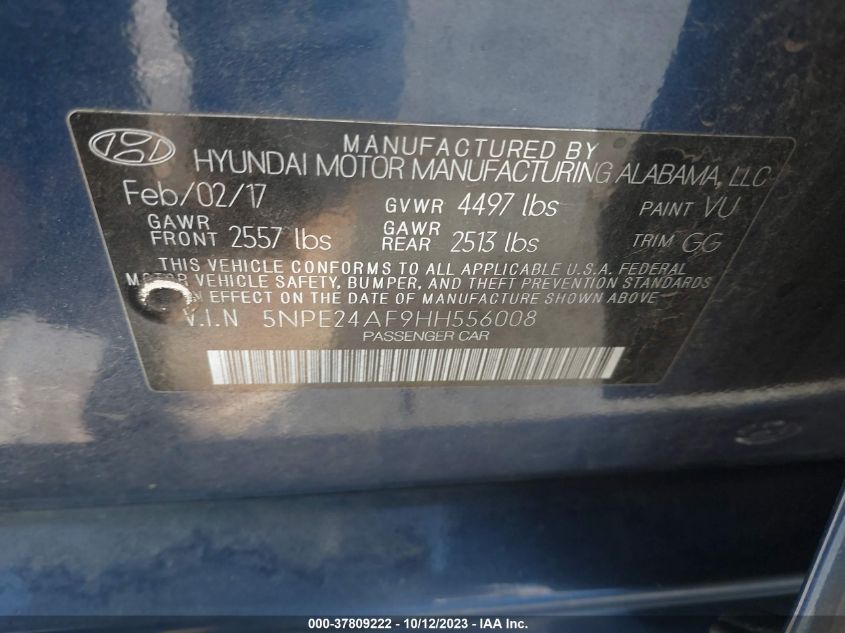 MANUFACTURED BY
HYUNDAI MOTOR MANUFACTURING ALABAMA, LLC
Feb/02/17 GVWR 4497 lbs PAINT VU
GAWR FRONT 2557 lbs GAWR REAR 2513 lbs TRIM GG
THIS VEHICLE CONFORMS TO ALL APPLICABLE U.S.A. FEDERAL
MOTOR VEHICLE SAFETY, BUMPER, AND THEFT PREVENTION STANDARDS
IN EFFECT ON THE DATE OF MANUFACTURE SHOWN ABOVE
V.I.N 5NPE24AF9HH556008
PASSENGER CAR
000-37809222 - 10/12/2023 - IAA Inc.